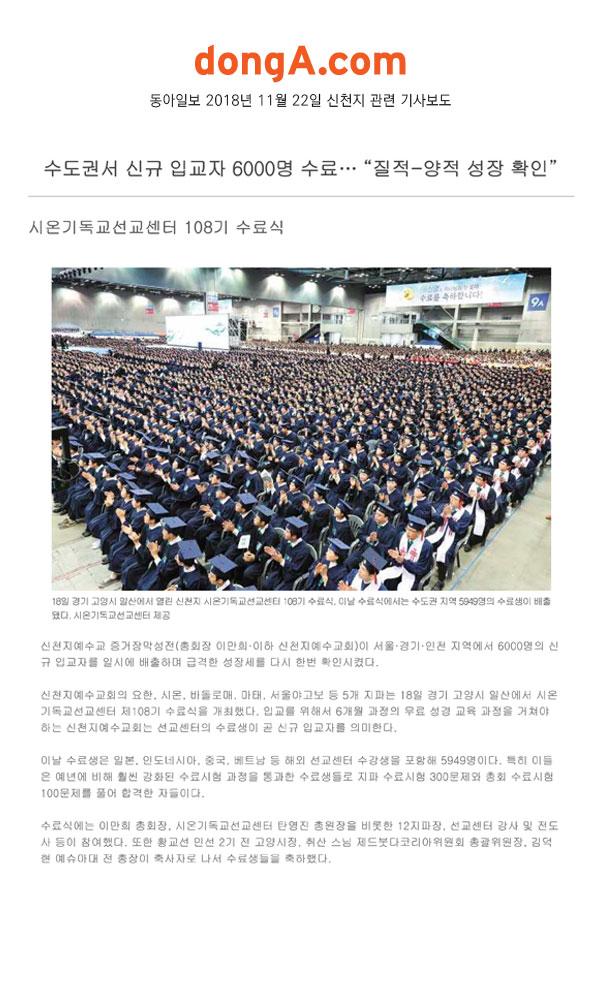 dongA.com
동아일보 2018년 11월 22일 신천지 관련 기사보도
수도권서 신규 입교자 6000명 수료… “질적-양적 성장 확인”
시온기독교선교센터 108기 수료식
수료를 축하합니다!
9A
18일 경기 고양시 일산에서 열린 신천지 시온기독교선교센터 108기 수료식. 이날 수료식에서는 수도권 지역 5949명의 수료생이 배출
됐다. 시온기독교선교센터 제공
신천지예수교 증거장막성전(총회장 이만희·이하 신천지예수교회)이 서울·경기·인천 지역에서 6000명의 신
규 입교자를 일시에 배출하며 급격한 성장세를 다시 한번 확인시켰다.
신천지예수교회의 요한, 시몬, 바돌로매, 마태, 서울야고보 등 5개 지파는 18일 경기 고양시 일산에서 시온
기독교선교센터 제108기 수료식을 개최했다. 입교를 위해서 6개월 과정의 무료 성경 교육 과정을 거쳐야
하는 신천지예수교회는 선교센터의 수료생이 곧 신규 입교자를 의미한다.
이날 수료생은 일본, 인도네시아, 중국, 베트남 등 해외 선교센터 수강생을 포함해 5949명이다. 특히 이들
은 예년에 비해 훨씬 강화된 수료시험 과정을 통과한 수료생들로 지파 수료시험 300문제와 총회 수료시험
100문제를 풀어 합격한 자들이다.
수료식에는 이만희 총회장, 시온기독교선교센터 탄영진 총원장을 비롯한 12지파장, 선교센터 강사 및 전도
사 등이 참여했다. 또한 황교선 민선 2기 전 고양시장, 취산 스님 제드붓다코리아위원회 총괄위원장, 김덕
현 예슈아대 전 총장이 축사자로 나서 수료생들을 축하했다.